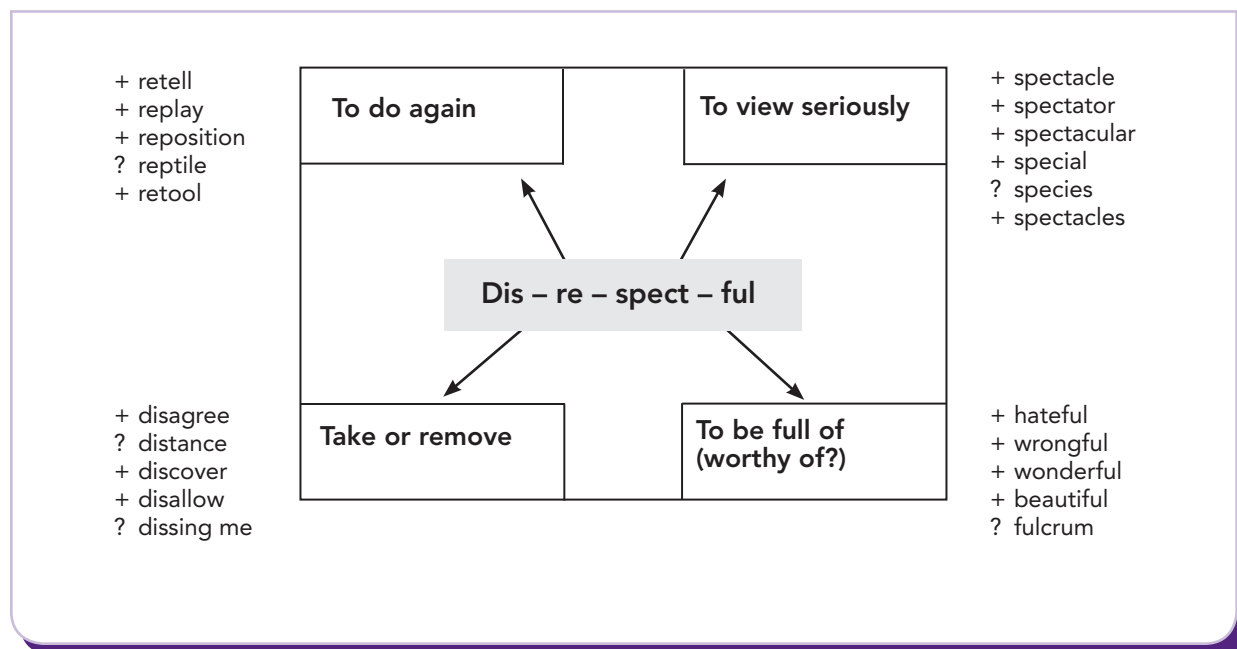 + retell
+ replay
+ reposition
? reptile
+ retool
To do again
To view seriously
+ spectacle
+ spectator
+ spectacular
+ special
? species
+ spectacles
Dis – re – spect – ful
+ disagree
? distance
+ discover
+ disallow
? dissing me
Take or remove
To be full of
(worthy of?)
+ hateful
+ wrongful
+ wonderful
+ beautiful
? fulcrum